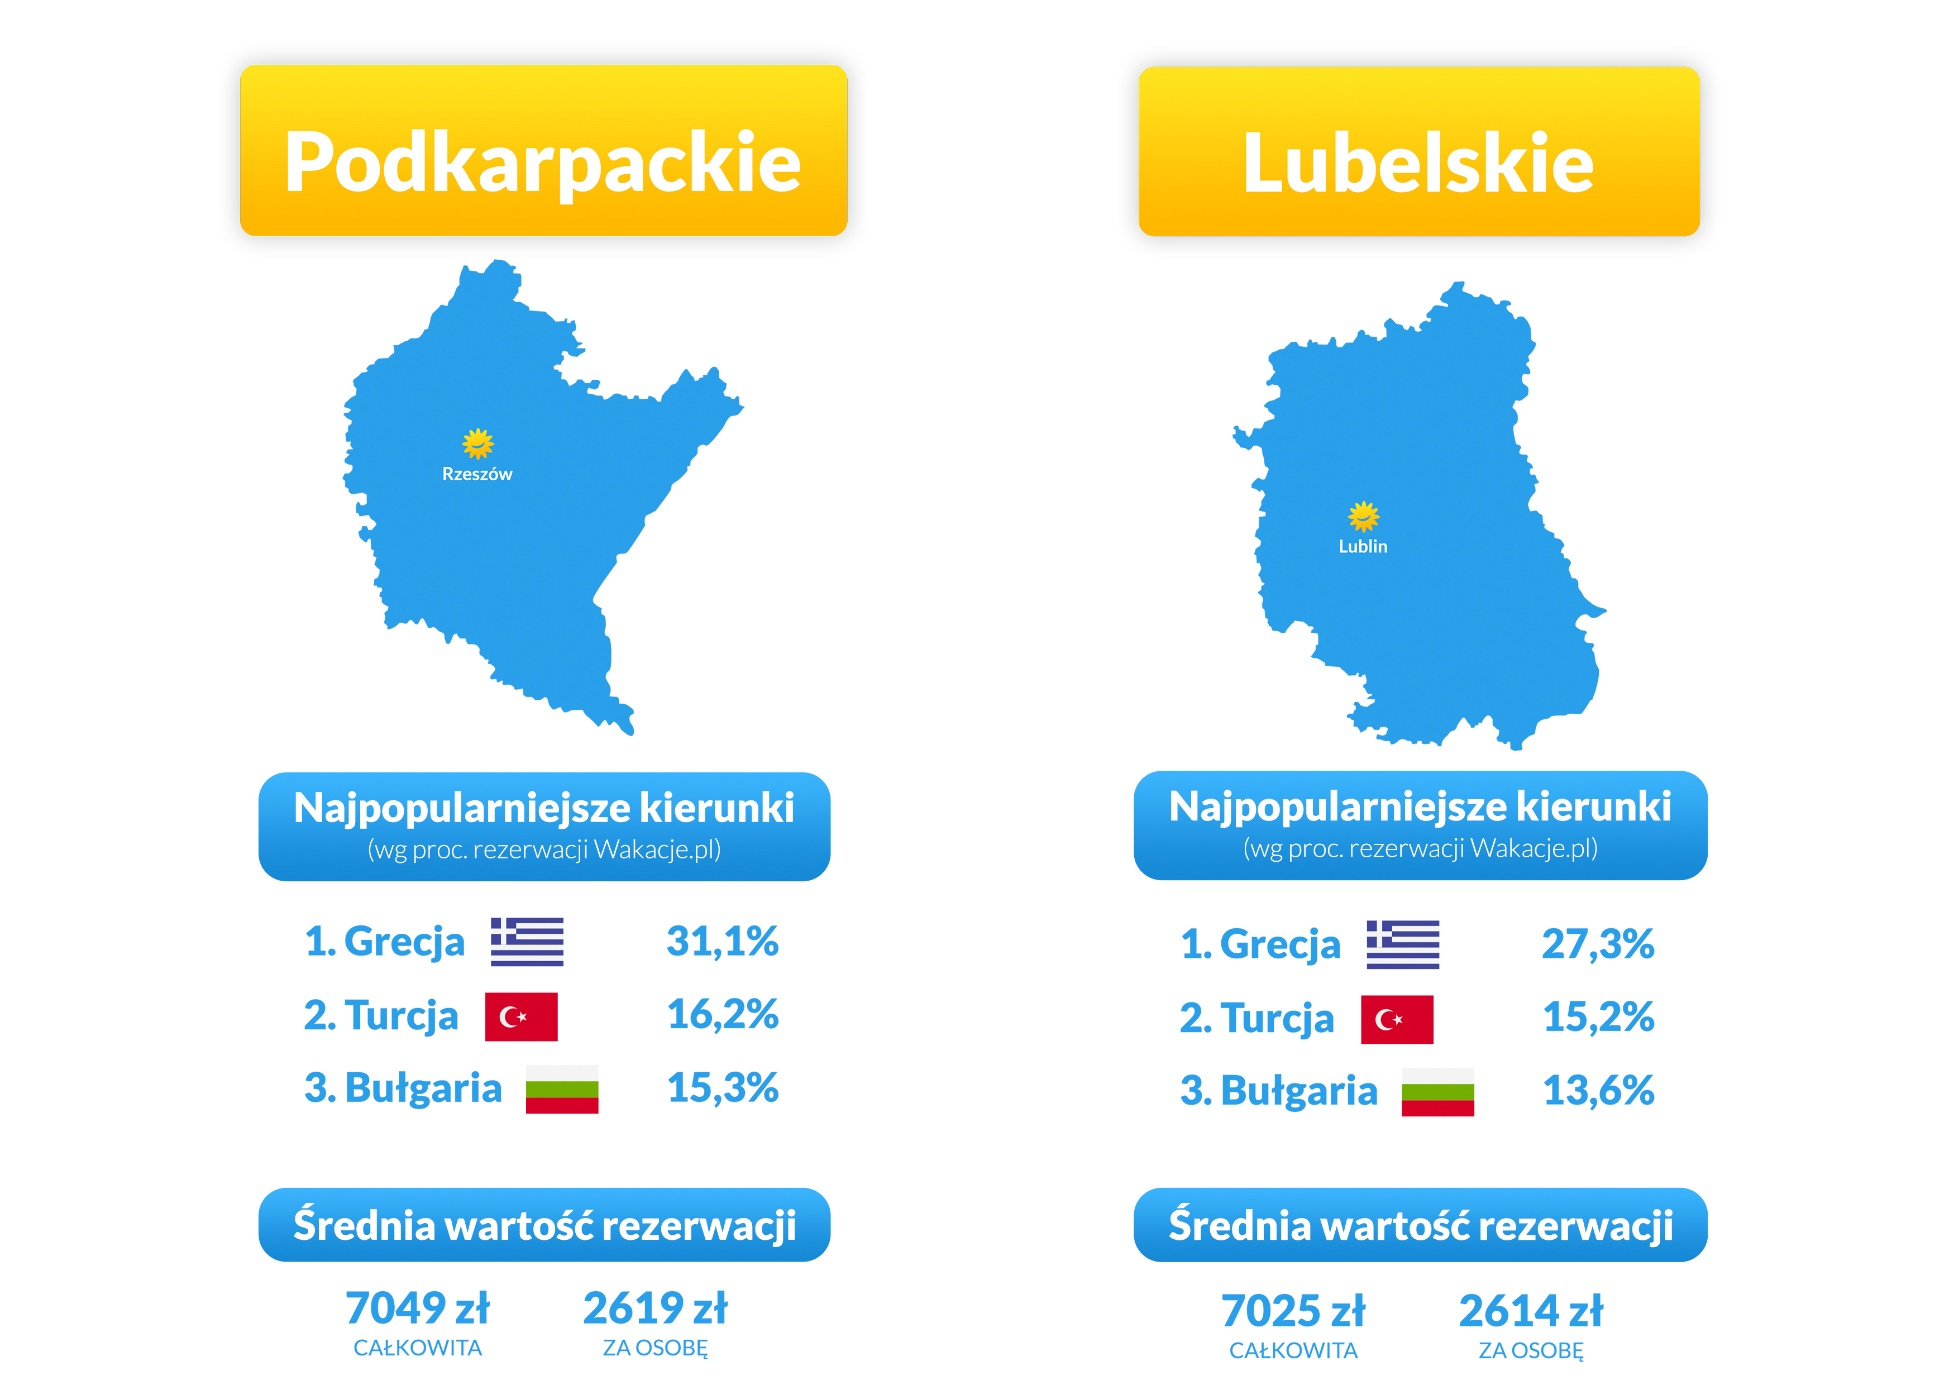 Podkarpackie
Rzeszów
Najpopularniejsze kierunki
(wg proc. rezerwacji Wakacje.pl)
1. Grecja 31,1%
2. Turcja 16,2%
3. Bułgaria 15,3%
Średnia wartość rezerwacji
7049 zł 2619 zł
CAŁKOWITA ZA OSOBĘ
Lubelskie
Lublin
Najpopularniejsze kierunki
(wg proc. rezerwacji Wakacje.pl)
1. Grecja 27,3%
2. Turcja 15,2%
3. Bułgaria 13,6%
Średnia wartość rezerwacji
7025 zł 2614 zł
CAŁKOWITA ZA OSOBĘ